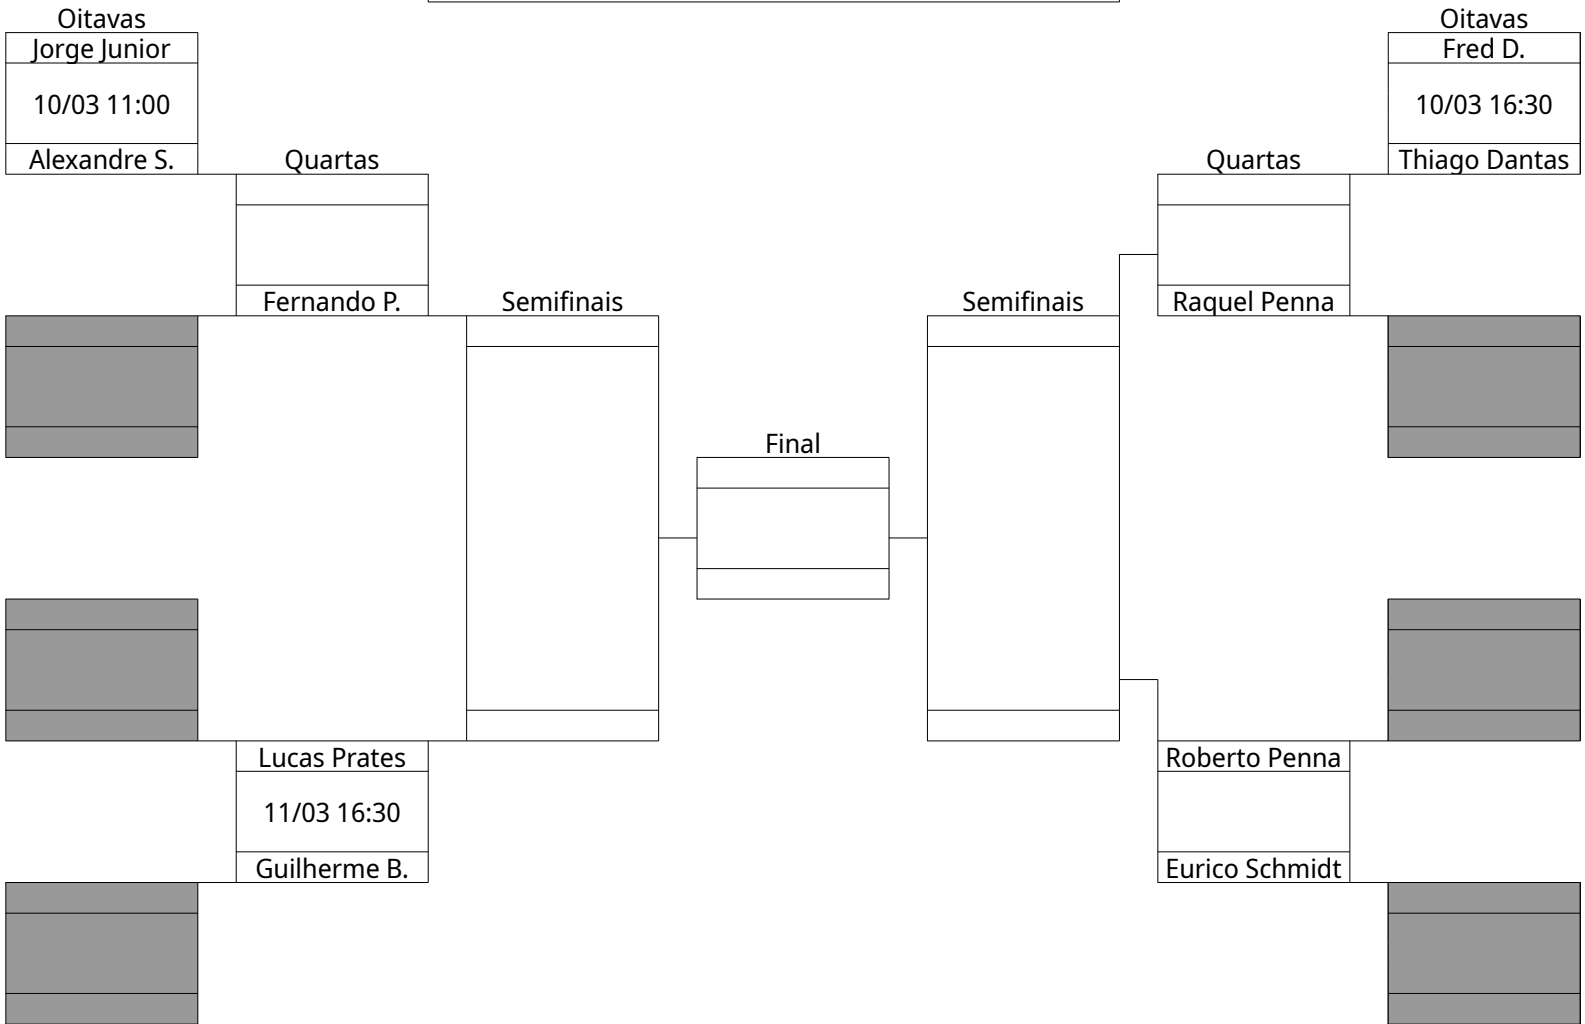 Oitavas
Oitavas
Jorge Junior
Fred D.
10/03 11:00
10/03 16:30
Alexandre S.
Quartas
Quartas
Thiago Dantas
Fernando P.
Semifinais
Semifinais
Raquel Penna
Final
Lucas Prates
Roberto Penna
11/03 16:30
Guilherme B.
Eurico Schmidt